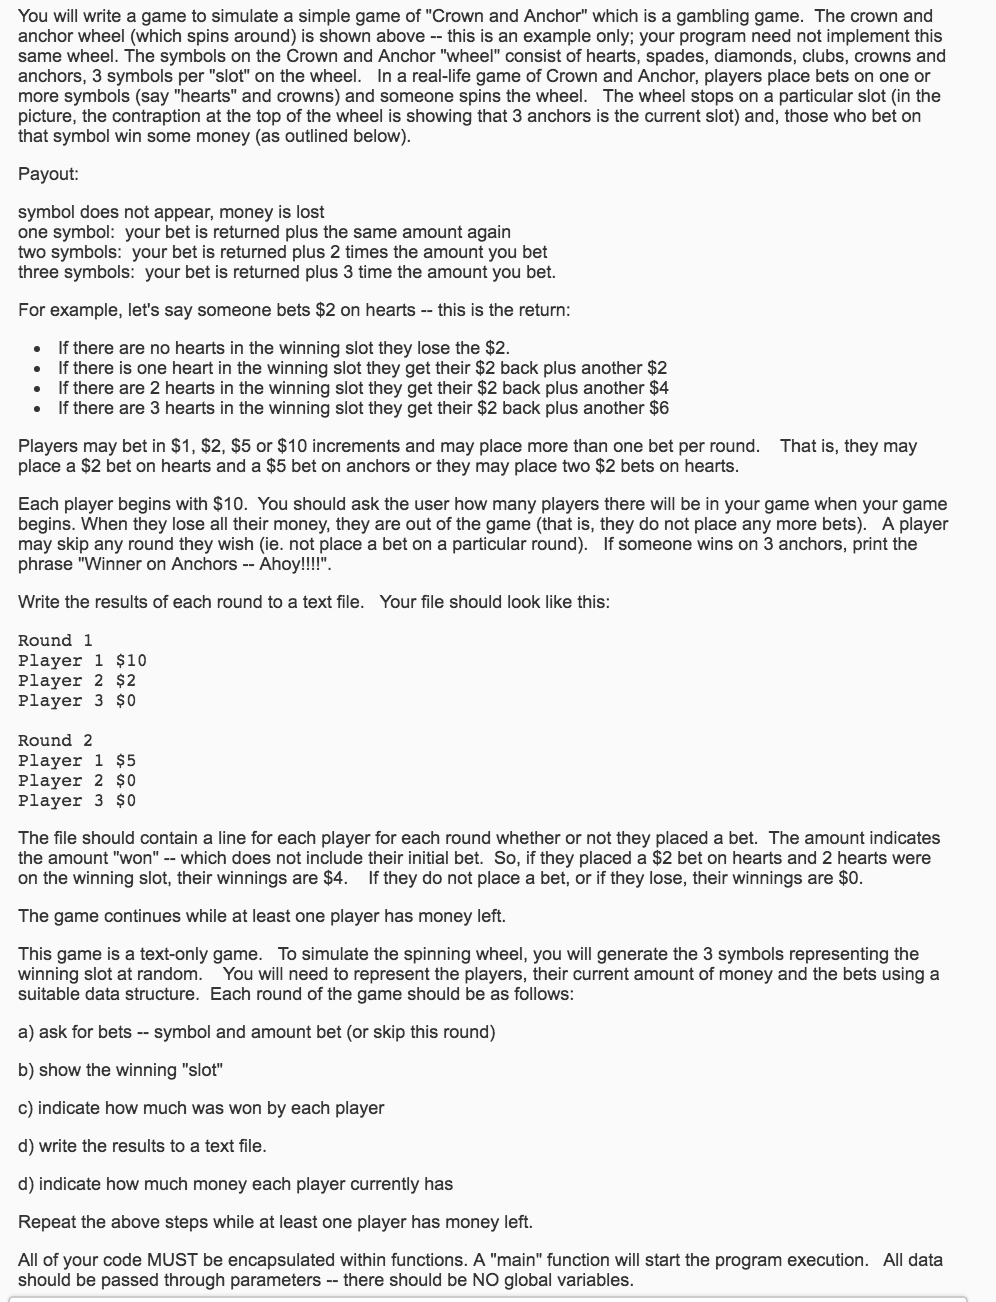 You will write a game to simulate a simple game of "Crown and Anchor" which is a gambling game.  The crown and
anchor wheel (which spins around) is shown above -- this is an example only; your program need not implement this
same wheel. The symbols on the Crown and Anchor "wheel" consist of hearts, spades, diamonds, clubs, crowns and
anchors, 3 symbols per "slot" on the wheel.   In a real-life game of Crown and Anchor, players place bets on one or
more symbols (say "hearts" and crowns) and someone spins the wheel.   The wheel stops on a particular slot (in the
picture, the contraption at the top of the wheel is showing that 3 anchors is the current slot) and, those who bet on
that symbol win some money (as outlined below).
Payout:
symbol does not appear, money is lost
one symbol:  your bet is returned plus the same amount again
two symbols:  your bet is returned plus 2 times the amount you bet
three symbols:  your bet is returned plus 3 time the amount you bet.
For example, let's say someone bets $2 on hearts -- this is the return:
• If there are no hearts in the winning slot they lose the $2.
• If there is one heart in the winning slot they get their $2 back plus another $2
• If there are 2 hearts in the winning slot they get their $2 back plus another $4
• If there are 3 hearts in the winning slot they get their $2 back plus another $6
Players may bet in $1, $2, $5 or $10 increments and may place more than one bet per round.    That is, they may
place a $2 bet on hearts and a $5 bet on anchors or they may place two $2 bets on hearts.
Each player begins with $10.  You should ask the user how many players there will be in your game when your game
begins. When they lose all their money, they are out of the game (that is, they do not place any more bets).   A player
may skip any round they wish (ie. not place a bet on a particular round).   If someone wins on 3 anchors, print the
phrase "Winner on Anchors -- Ahoy!!!!".
Write the results of each round to a text file.   Your file should look like this:
Round 1
Player 1 $10
Player 2 $2
Player 3 $0
Round 2
Player 1 $5
Player 2 $0
Player 3 $0
The file should contain a line for each player for each round whether or not they placed a bet.  The amount indicates
the amount "won" -- which does not include their initial bet.  So, if they placed a $2 bet on hearts and 2 hearts were
on the winning slot, their winnings are $4.    If they do not place a bet, or if they lose, their winnings are $0.
The game continues while at least one player has money left.
This game is a text-only game.   To simulate the spinning wheel, you will generate the 3 symbols representing the
winning slot at random.    You will need to represent the players, their current amount of money and the bets using a
suitable data structure.  Each round of the game should be as follows:
a) ask for bets -- symbol and amount bet (or skip this round)
b) show the winning "slot"
c) indicate how much was won by each player
d) write the results to a text file.
d) indicate how much money each player currently has
Repeat the above steps while at least one player has money left.
All of your code MUST be encapsulated within functions. A "main" function will start the program execution.   All data
should be passed through parameters -- there should be NO global variables.